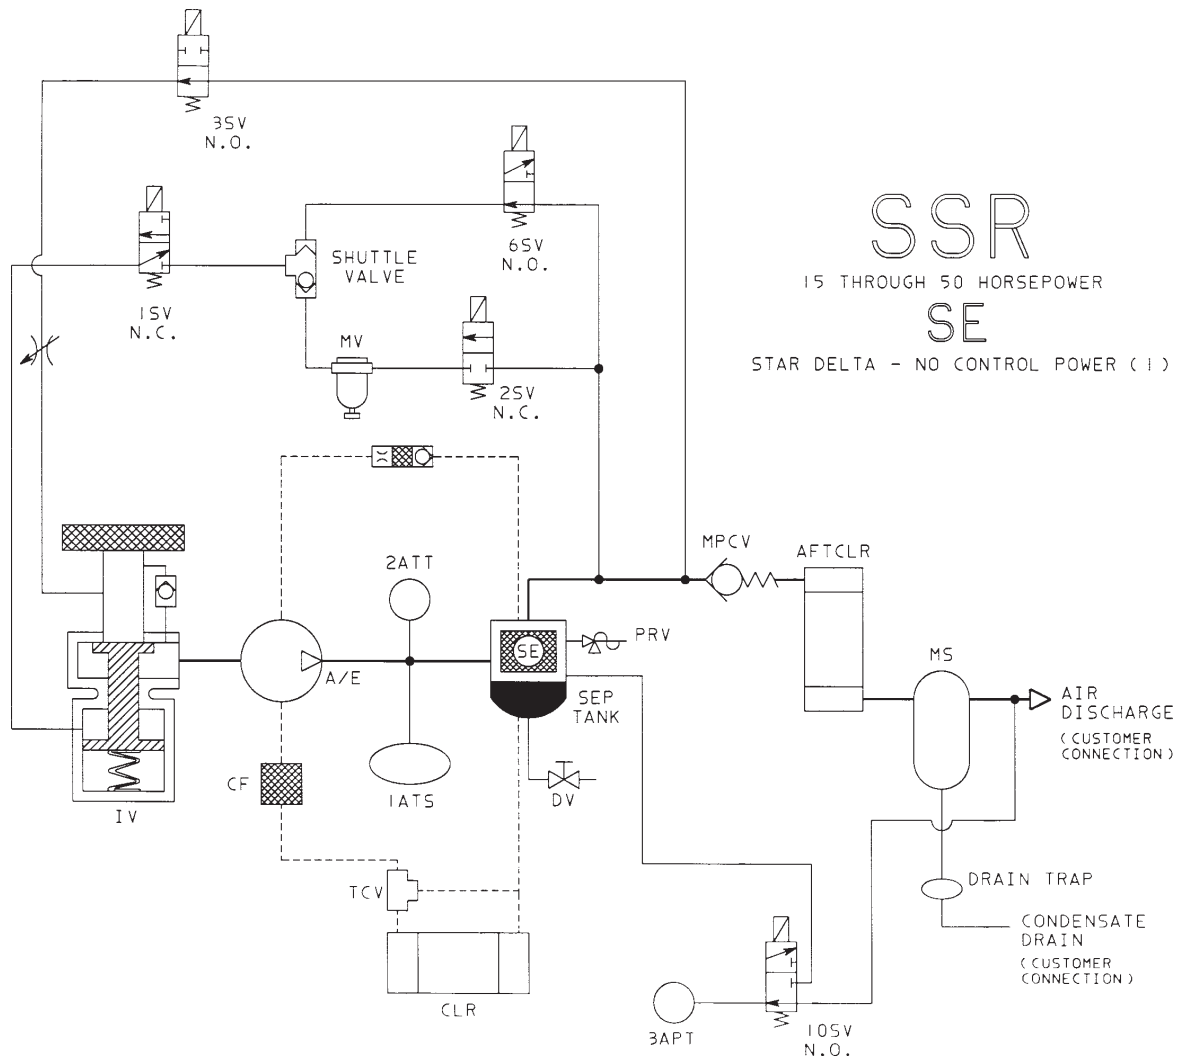 3SV
N.O.
SSR
15 THROUGH 50 HORSEPOWER
SE
STAR DELTA - NO CONTROL POWER (1)
6SV
N.O.
SHUTTLE
VALVE
1SV
N.C.
MV
2SV
N.C.
MPCV
AFTCLR
2ATT
PRV
SE
MS
A/E
SEP
TANK
AIR
DISCHARGE
(CUSTOMER
CONNECTION)
CF
1ATS
DV
IV
TCV
DRAIN TRAP
CONDENSATE
DRAIN
(CUSTOMER
CONNECTION)
CLR
3APT
10SV
N.O.